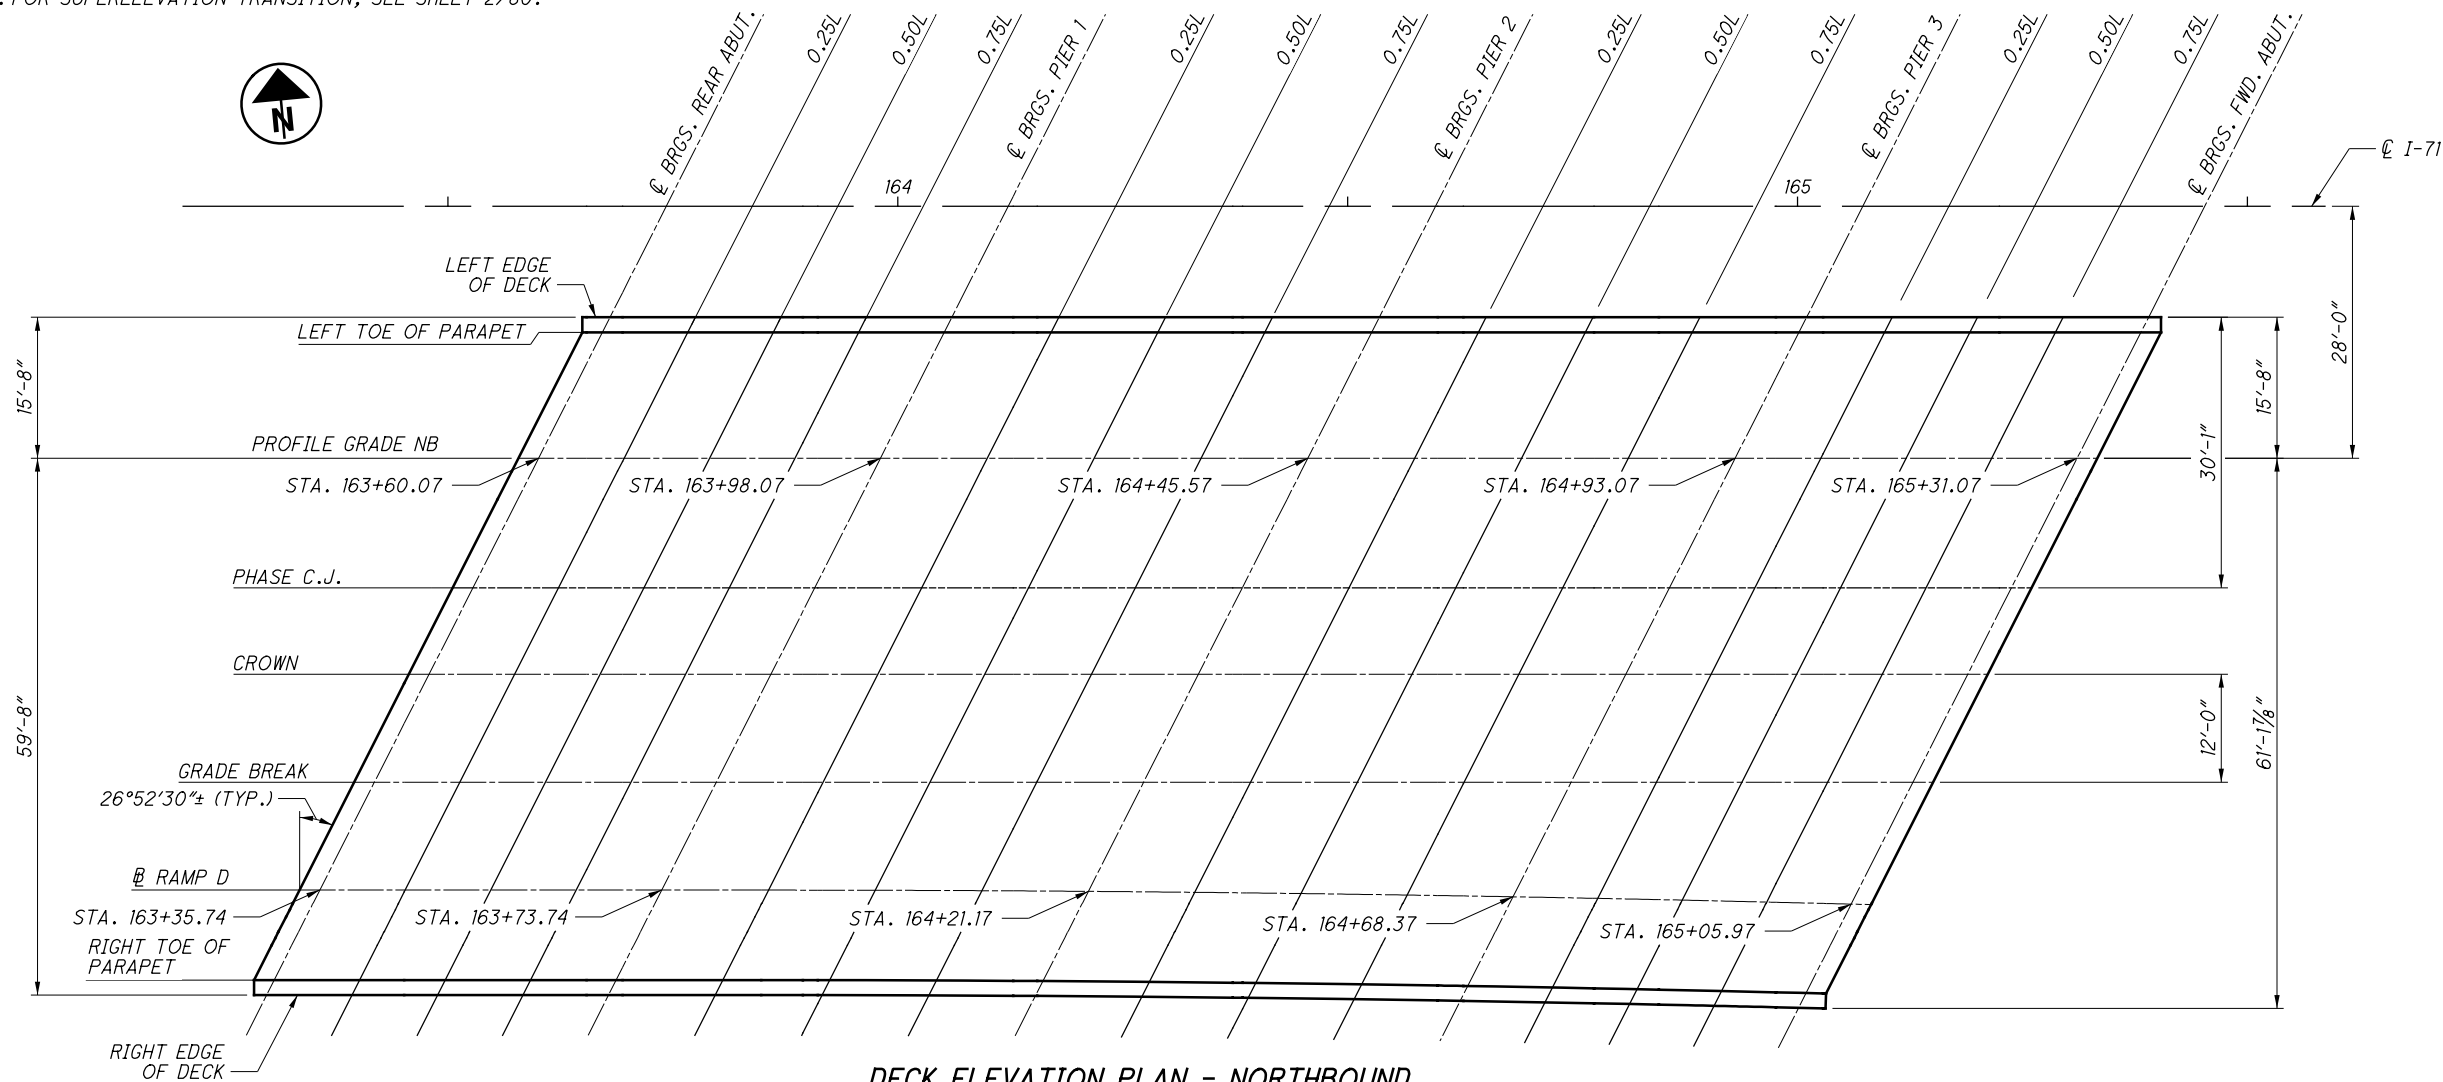 . FOR SUPERELEVATION TRANSITION, SEE SHEET 2/60.
℄ BRGS. REAR ABUT.
0.25L
0.50L
0.75L
℄ BRGS. PIER 1
0.25L
0.50L
0.75L
℄ BRGS. PIER 2
0.25L
0.50L
0.75L
℄ BRGS. PIER 3
0.25L
0.50L
0.75L
℄ BRGS. FWD. ABUT.
N
℄ I-71
164
165
LEFT EDGE
OF DECK
LEFT TOE OF PARAPET
15'-8"
28'-0"
15'-8"
30'-1"
PROFILE GRADE NB
STA. 163+60.07
STA. 163+98.07
STA. 164+45.57
STA. 164+93.07
STA. 165+31.07
PHASE C.J.
CROWN
59'-8"
12'-0"
61'-1⅞"
GRADE BREAK
26°52'30"± (TYP.)
BL RAMP D
STA. 163+35.74
STA. 163+73.74
STA. 164+21.17
STA. 164+68.37
STA. 165+05.97
RIGHT TOE OF
PARAPET
RIGHT EDGE
OF DECK
DECK ELEVATION PLAN - NORTHBOUND